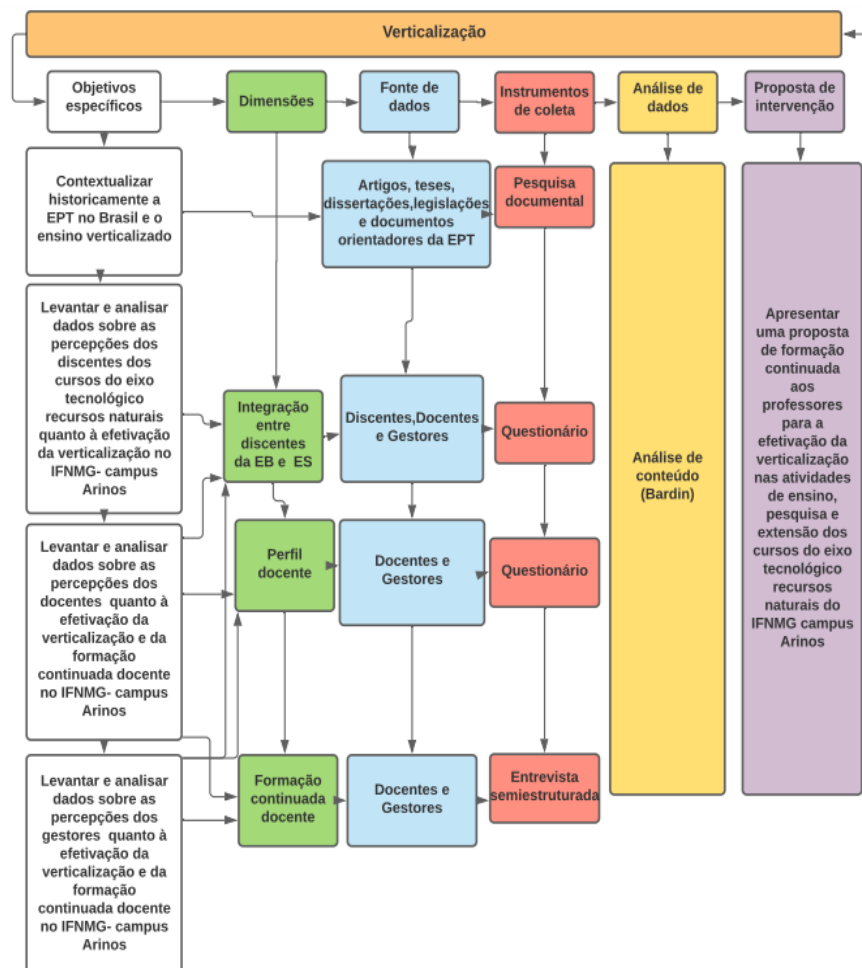 Verticalização
Objetivos
específicos
Dimensões
Fonte de
dados
Instrumentos
de coleta
Análise de
dados
Proposta de
intervenção
Contextualizar
historicamente a
EPT no Brasil e o
ensino verticalizado
Artigos, teses,
dissertações,legislações
e documentos
orientadores da EPT
Pesquisa
documental
Levantar e analisar
dados sobre as
percepções dos
discentes dos
cursos do eixo
tecnológico
recursos naturais
quanto à efetivação
da verticalização no
IFNMG- campus
Arinos
Integração
entre
discentes
da EB e ES
Discentes,Docentes
e Gestores
Questionário
Levantar e analisar
dados sobre as
percepções dos
docentes quanto à
efetivação da
verticalização e da
formação
continuada docente
no IFNMG- campus
Arinos
Perfil
docente
Docentes e
Gestores
Questionário
Levantar e analisar
dados sobre as
percepções dos
gestores quanto à
efetivação da
verticalização e da
formação
continuada docente
no IFNMG- campus
Arinos
Formação
continuada
docente
Docentes e
Gestores
Entrevista
semiestruturada
Análise de
conteúdo
(Bardin)
Apresentar
uma proposta
de formação
continuada
aos
professores
para a
efetivação da
verticalização
nas atividades
de ensino,
pesquisa e
extensão dos
cursos do eixo
tecnológico
recursos
naturais do
IFNMG campus
Arinos